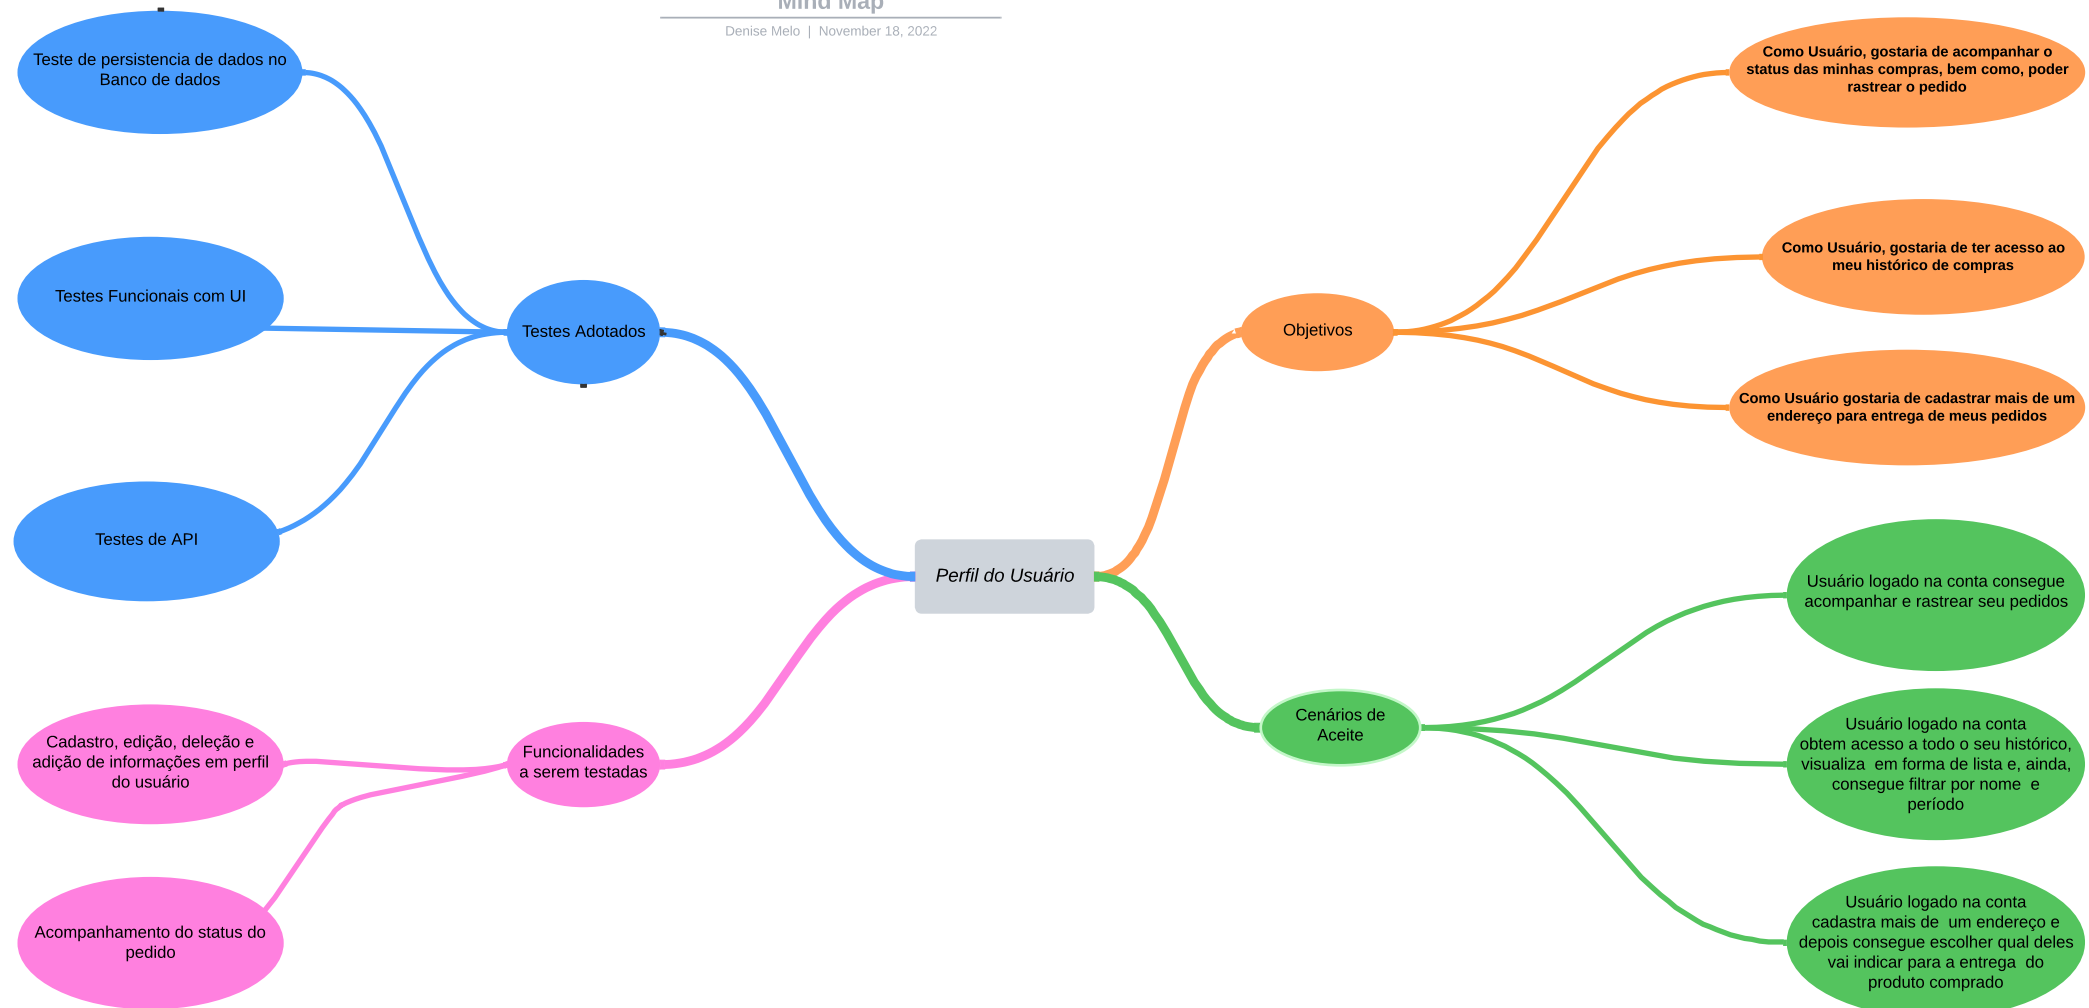 Mind Map
Denise Melo | November 18, 2022
Teste de persistencia de dados no
Banco de dados
Testes Funcionais com UI
Testes de API
Testes Adotados
Cadastro, edição, deleção e
adição de informações em perfil
do usuário
Acompanhamento do status do
pedido
Funcionalidades
a serem testadas
Perfil do Usuário
Objetivos
Como Usuário, gostaria de acompanhar o
status das minhas compras, bem como, poder
rastrear o pedido
Como Usuário, gostaria de ter acesso ao
meu histórico de compras
Como Usuário gostaria de cadastrar mais de um
endereço para entrega de meus pedidos
Cenários de
Aceite
Usuário logado na conta consegue
acompanhar e rastrear seu pedidos
Usuário logado na conta
obtem acesso a todo o seu histórico,
visualiza  em forma de lista e, ainda,
consegue filtrar por nome  e
período
Usuário logado na conta
cadastra mais de  um endereço e
depois consegue escolher qual deles
vai indicar para a entrega  do
produto comprado